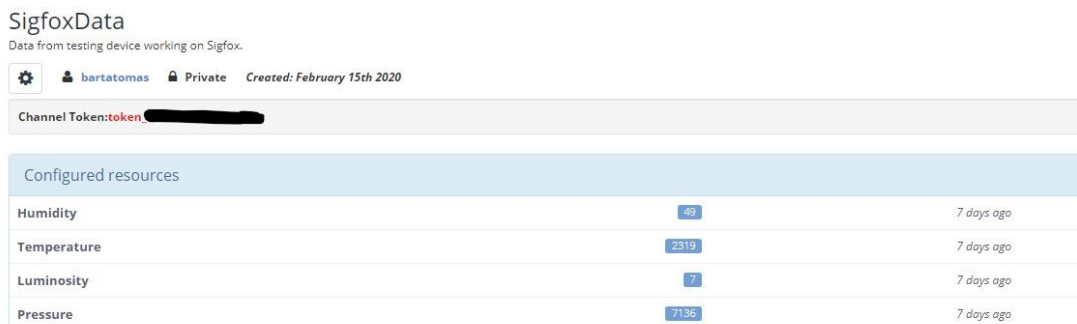 SigfoxData
Data from testing device working on Sigfox.
bartatomas Private Created: February 15th 2020
Channel Token:token_
Configured resources
Humidity 49 7 days ago
Temperature 2319 7 days ago
Luminosity 7 7 days ago
Pressure 7136 7 days ago